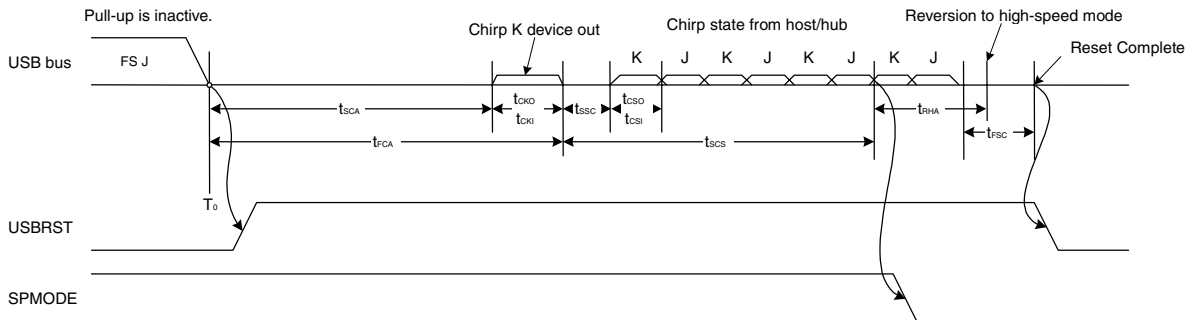 Pull-up is inactive.
Reversion to high-speed mode
Chirp K device out
Chirp state from host/hub
Reset Complete
USB bus
FS J
K J K J K J K J
tSCA
tCKO
tCKI
tSSC
tCSO
tCSI
tRHA
tFSC
tFCA
tSCS
T0
USBRST
SPMODE